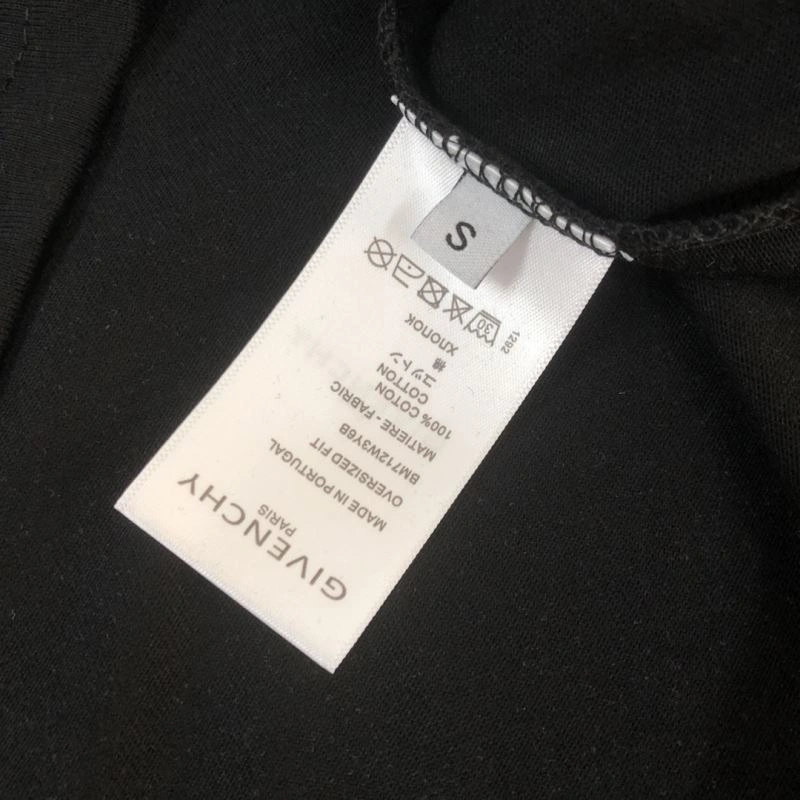 GIVENCHY
PARIS
MADE IN PORTUGAL
OVERSIZED FIT
BM712W3Y6B
MATIERE - FABRIC
100% COTON
COTTON
コットン
棉
ХЛОПОК
30
1292
S